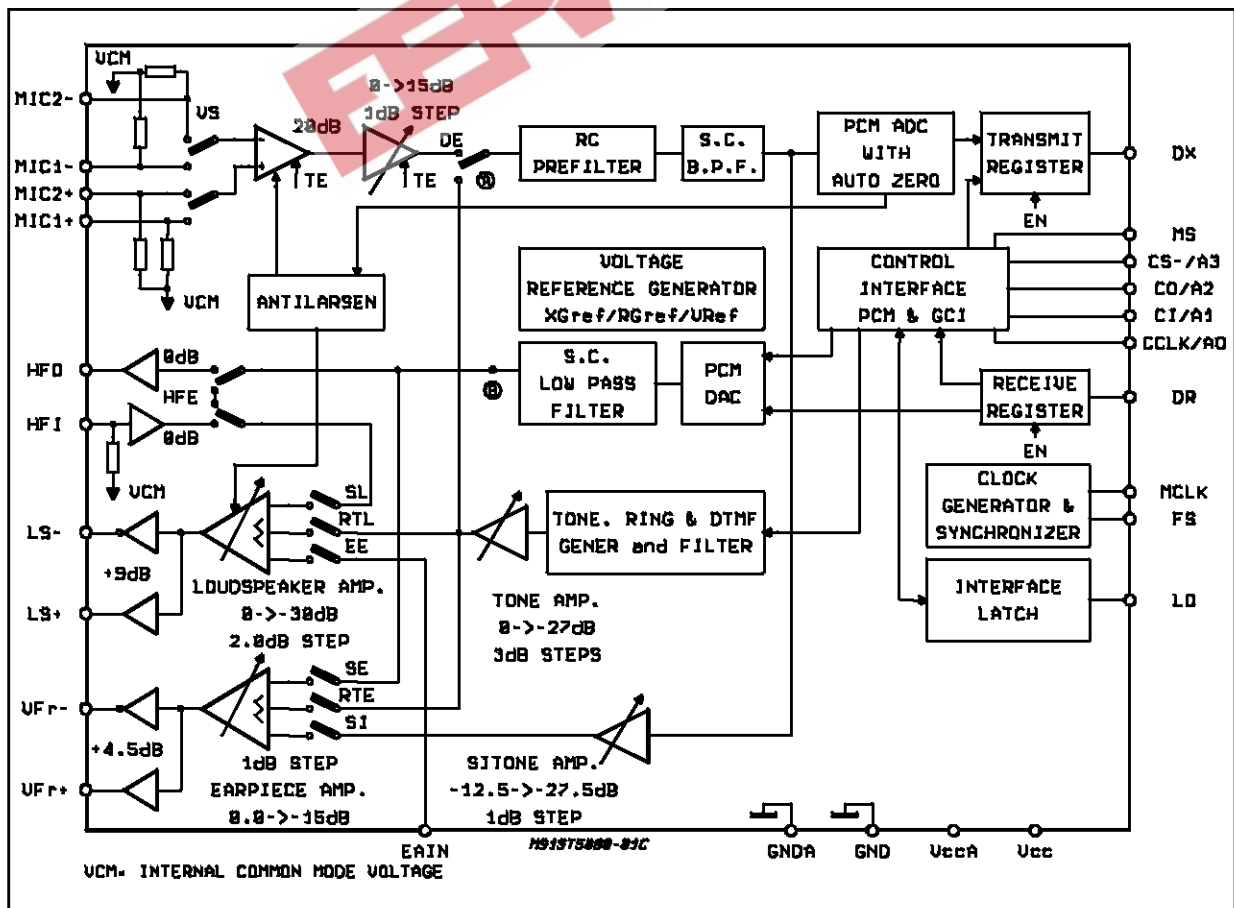 VCM
MIC2-
VS
MIC1-
MIC2+
MIC1+
VCM
20dB
TE
0->15dB
1dB STEP
TE
DE
A
RC
PREFILTER
S.C.
B.P.F.
PCM ADC
WITH
AUTO ZERO
TRANSMIT
REGISTER
DX
EN
MS
CS-/A3
CO/A2
CI/A1
CCLK/A0
CONTROL
INTERFACE
PCM & GCI
VOLTAGE
REFERENCE GENERATOR
XGref/RGref/VRef
ANTILARSEN
HFO
0dB
HFE
HFI
0dB
VCM
B
S.C.
LOW PASS
FILTER
PCM
DAC
RECEIVE
REGISTER
DR
EN
CLOCK
GENERATOR &
SYNCHRONIZER
MCLK
FS
LS-
+9dB
LS+
SL
RTL
EE
LOUDSPEAKER AMP.
0->-30dB
2.0dB STEP
TONE. RING & DTMF
GENER and FILTER
TONE AMP.
0->-27dB
3dB STEPS
INTERFACE
LATCH
LO
VFr-
+4.5dB
VFr+
SE
RTE
SI
1dB STEP
EARPIECE AMP.
0.0->-15dB
SITONE AMP.
-12.5->-27.5dB
1dB STEP
EAIN
GNDA
GND
VccA
Vcc
VCM= INTERNAL COMMON MODE VOLTAGE